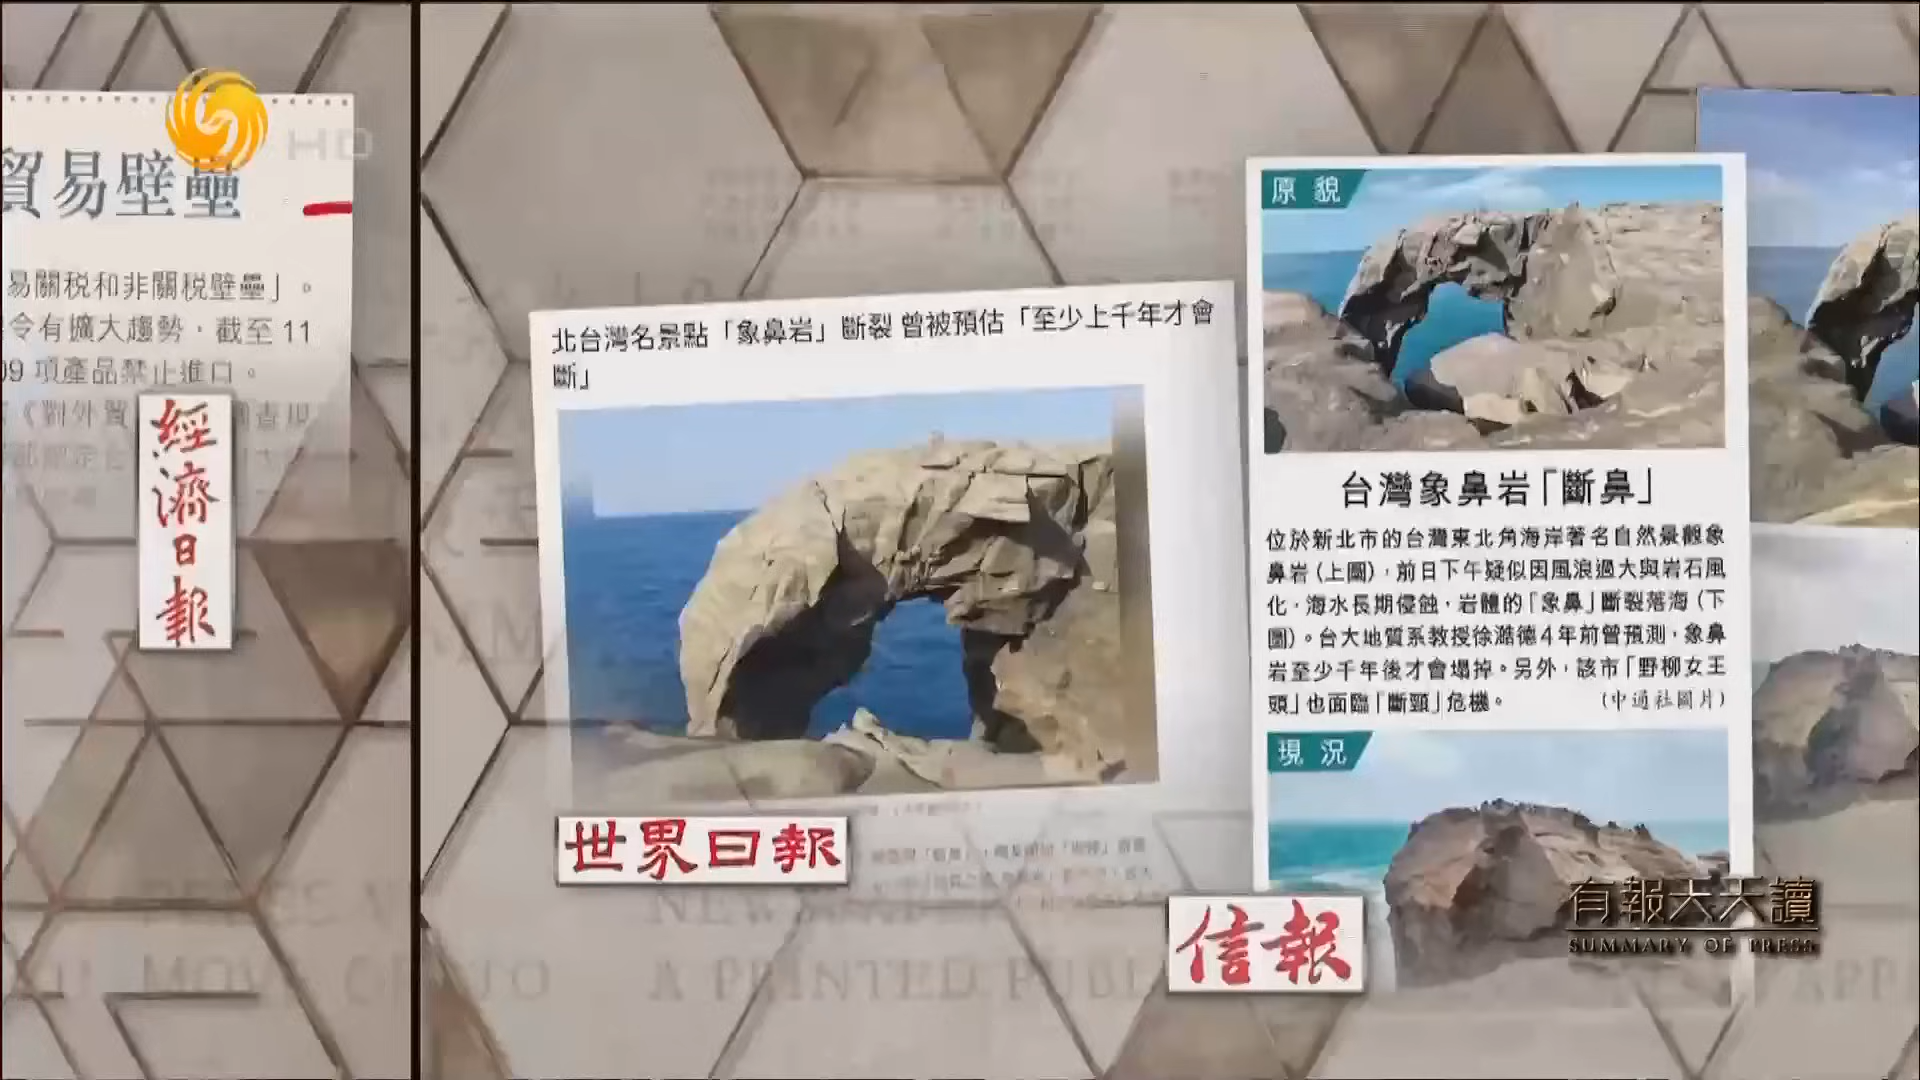 HD
貿易壁壘
易關稅和非關稅壁壘」。
令有擴大趨勢，截至 11
09 項產品禁止進口。
經濟日報
北台灣名景點「象鼻岩」斷裂 曾被預估「至少上千年才會
斷」
世界日報
原貌
台灣象鼻岩「斷鼻」
位於新北市的台灣東北角海岸著名自然景觀象
鼻岩（上圖），前日下午疑似因風浪過大與岩石風
化，海水長期侵蝕，岩體的「象鼻」斷裂落海（下
圖）。台大地質系教授徐澔德4年前曾預測，象鼻
岩至少千年後才會塌掉。另外，該市「野柳女王
頭」也面臨「斷頸」危機。 （中通社圖片）
現況
信報
有報大天讀
SUMMARY OF PRESS
A PRINTED PUBL